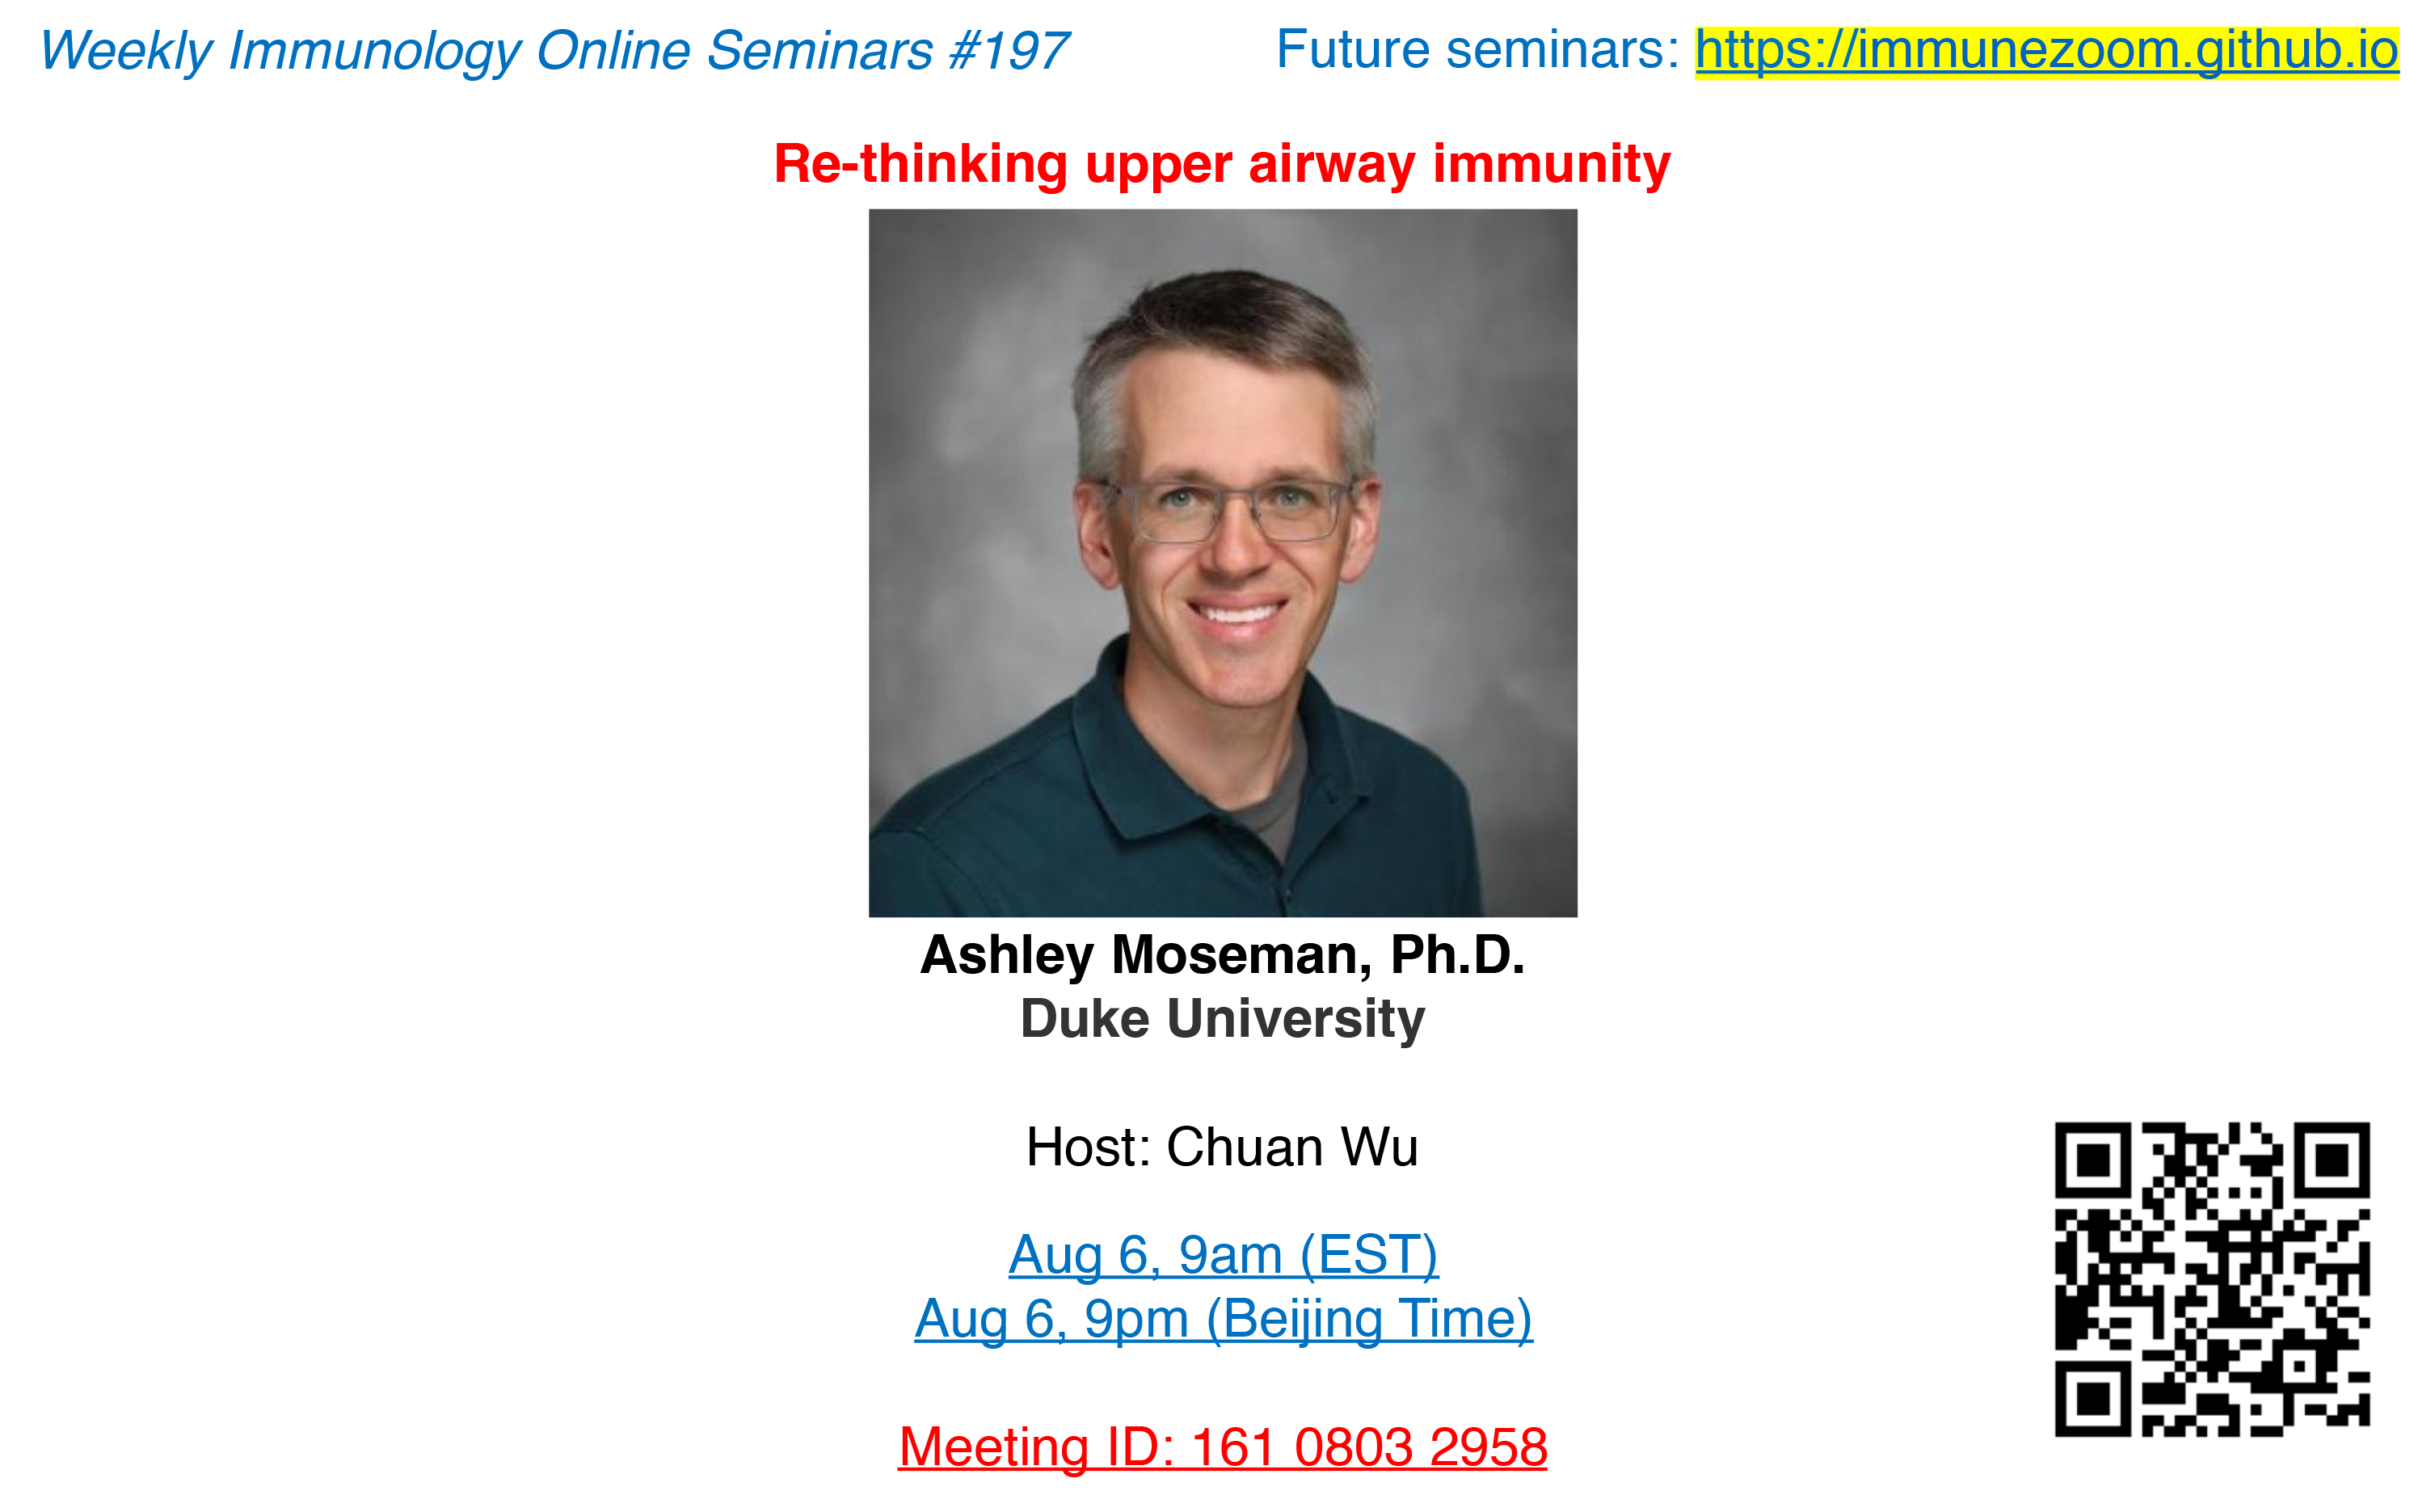 Weekly Immunology Online Seminars #197
Future seminars: https://immunezoom.github.io
Re-thinking upper airway immunity
Ashley Moseman, Ph.D.
Duke University
Host: Chuan Wu
Aug 6, 9am (EST)
Aug 6, 9pm (Beijing Time)
Meeting ID: 161 0803 2958